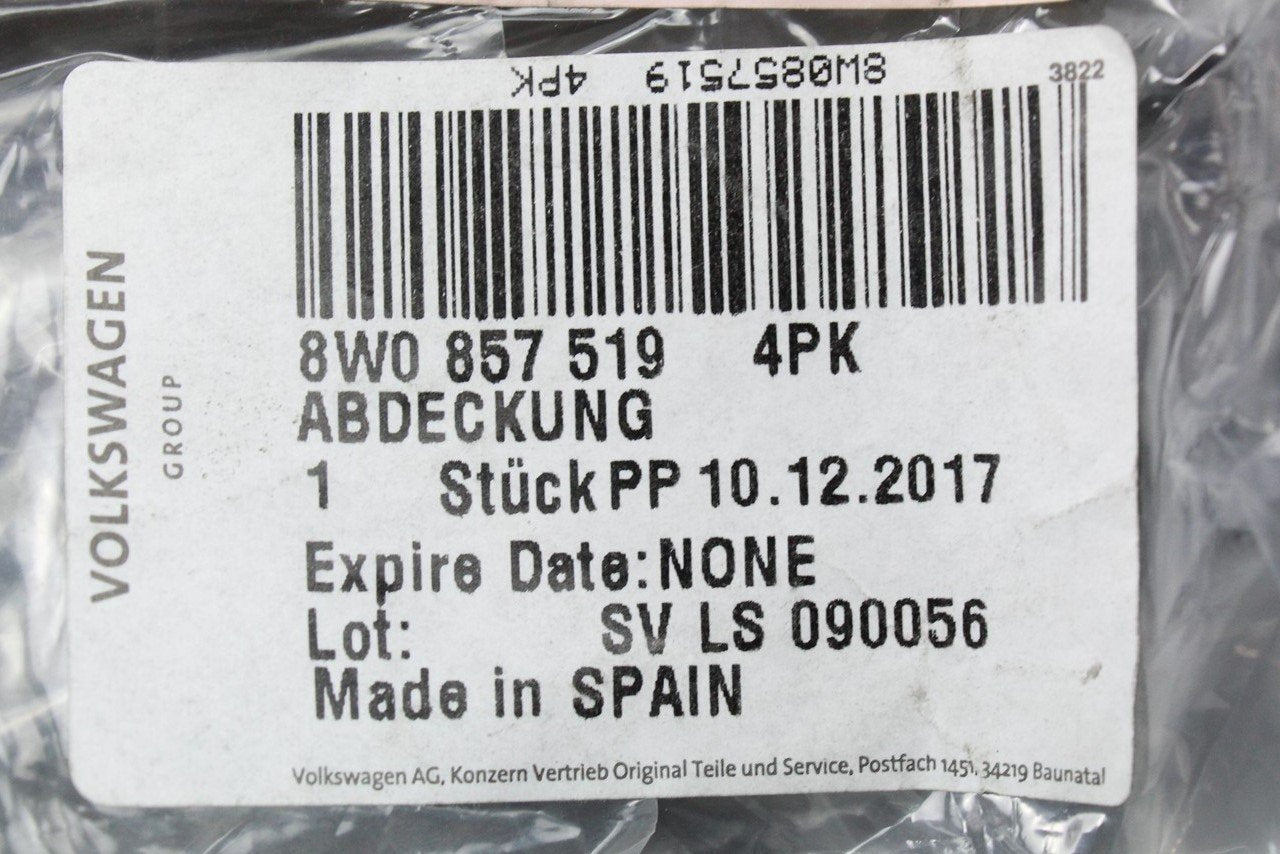 8W0857519 4PK
3822
8W0 857 519 4PK
ABDECKUNG
1 Stück PP 10.12.2017
Expire Date:NONE
Lot: SV LS 090056
Made in SPAIN
Volkswagen AG, Konzern Vertrieb Original Teile und Service, Postfach 1451, 34219 Baunatal
VOLKSWAGEN
GROUP